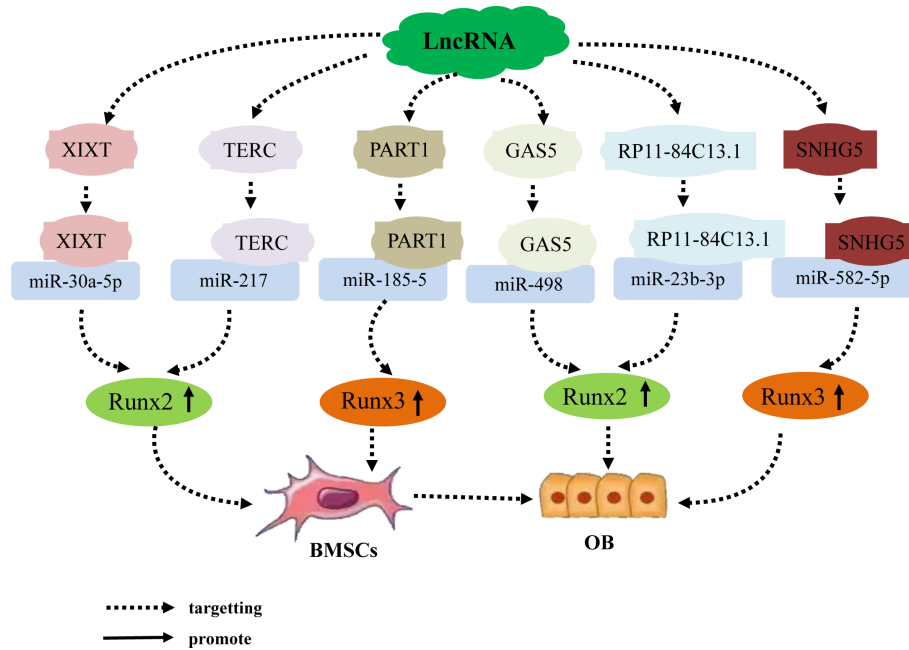 LncRNA
XIXT
TERC
PART1
GAS5
RP11-84C13.1
SNHG5
XIXT
TERC
PART1
GAS5
RP11-84C13.1
SNHG5
miR-30a-5p
miR-217
miR-185-5
miR-498
miR-23b-3p
miR-582-5p
Runx2
Runx3
Runx2
Runx3
BMSCs
OB
targetting
promote